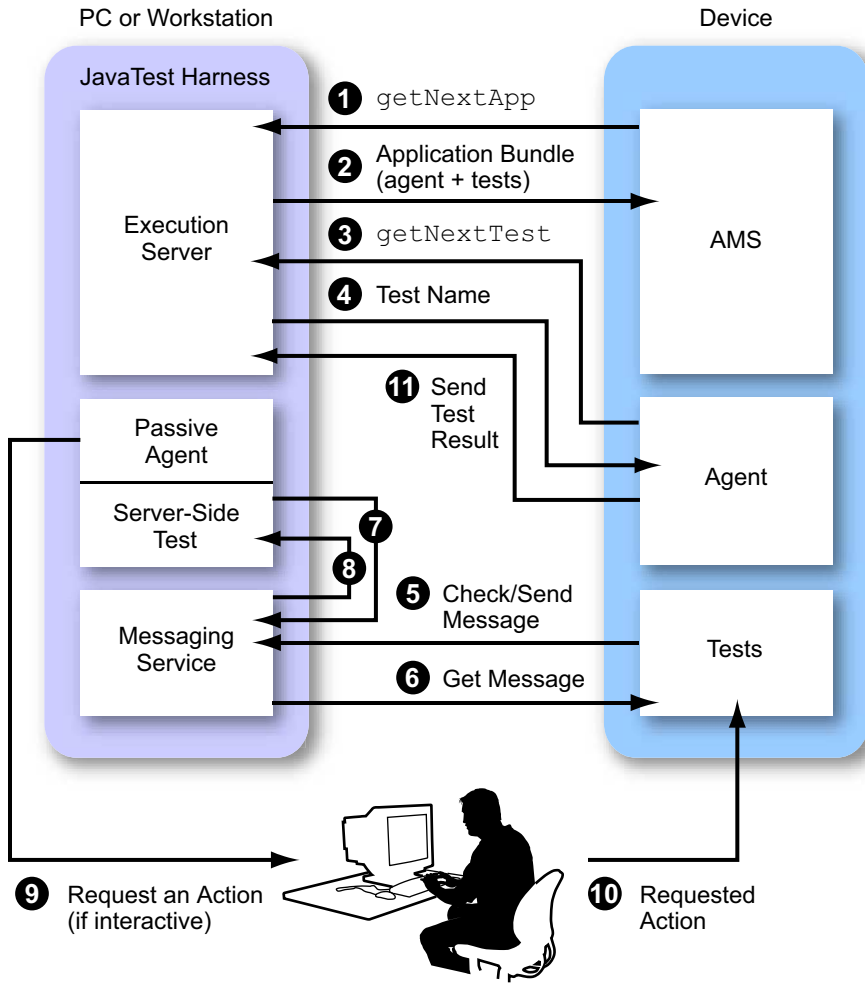 PC or Workstation
Device
JavaTest Harness
1 getNextApp
2 Application Bundle
(agent + tests)
3 getNextTest
4 Test Name
Execution
Server
AMS
11 Send
Test
Result
Passive
Agent
Server-Side
Test
Agent
7
8
5 Check/Send
Message
Messaging
Service
Tests
6 Get Message
9 Request an Action
(if interactive)
10 Requested
Action